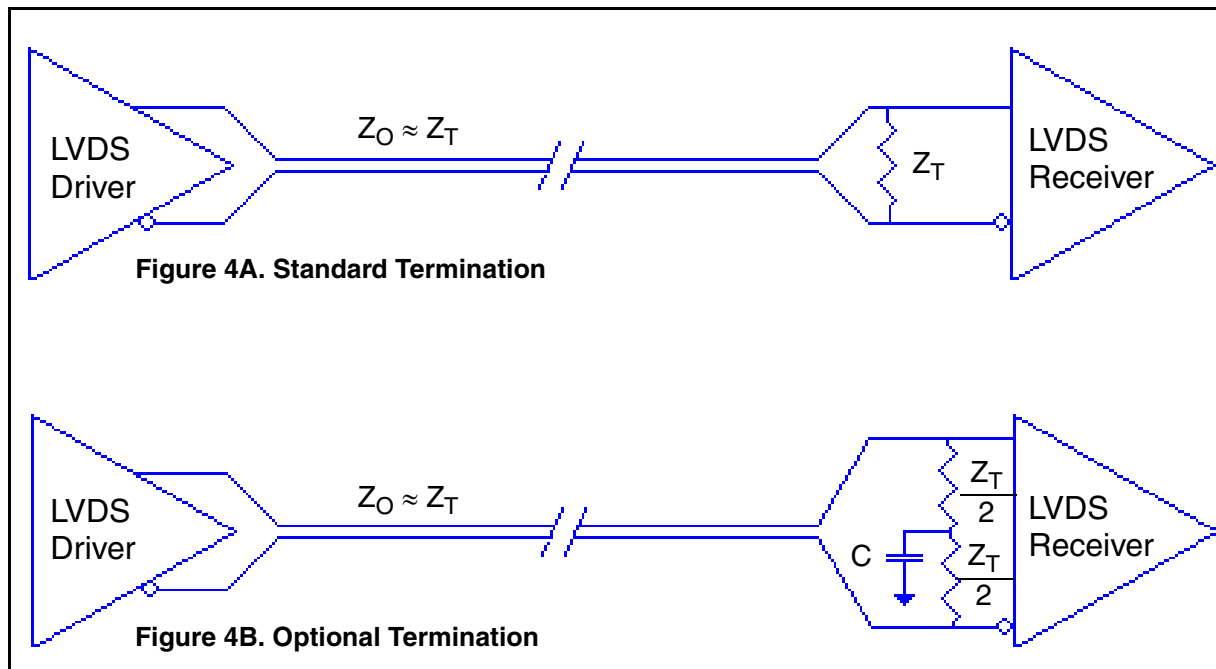 LVDS
Driver
Z_O ≈ Z_T
Z_T
LVDS
Receiver
Figure 4A. Standard Termination
LVDS
Driver
Z_O ≈ Z_T
C
Z_T
2
Z_T
2
LVDS
Receiver
Figure 4B. Optional Termination